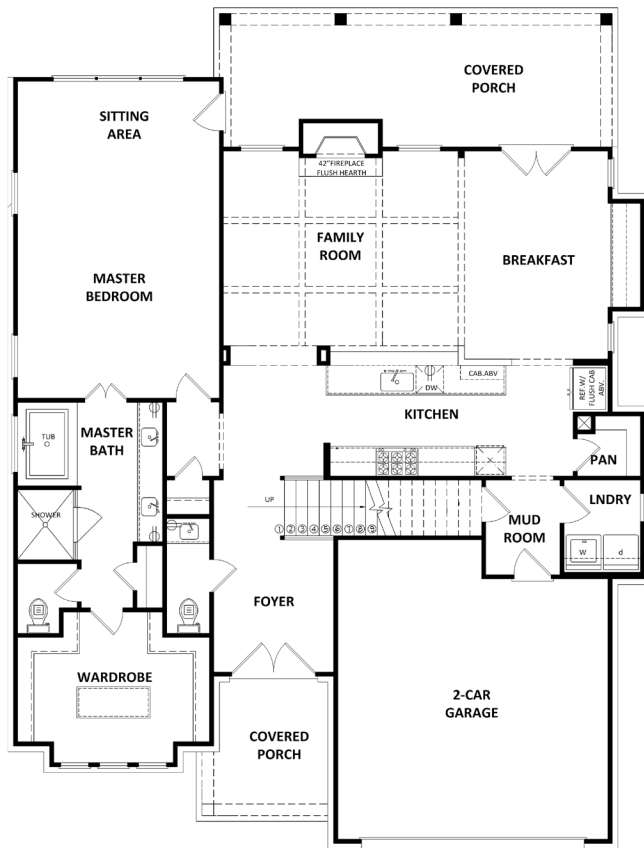 COVERED
PORCH
SITTING
AREA
42"FIREPLACE
FLUSH HEARTH
FAMILY
ROOM
BREAKFAST
MASTER
BEDROOM
CAB.ABV
DW
REF.W/
FLUSH CAB
ABV.
KITCHEN
MASTER
BATH
TUB
PAN
UP
①②③④⑤⑥⑦⑧⑨
SHOWER
LNDRY
MUD
ROOM
W
d
FOYER
WARDROBE
2-CAR
GARAGE
COVERED
PORCH